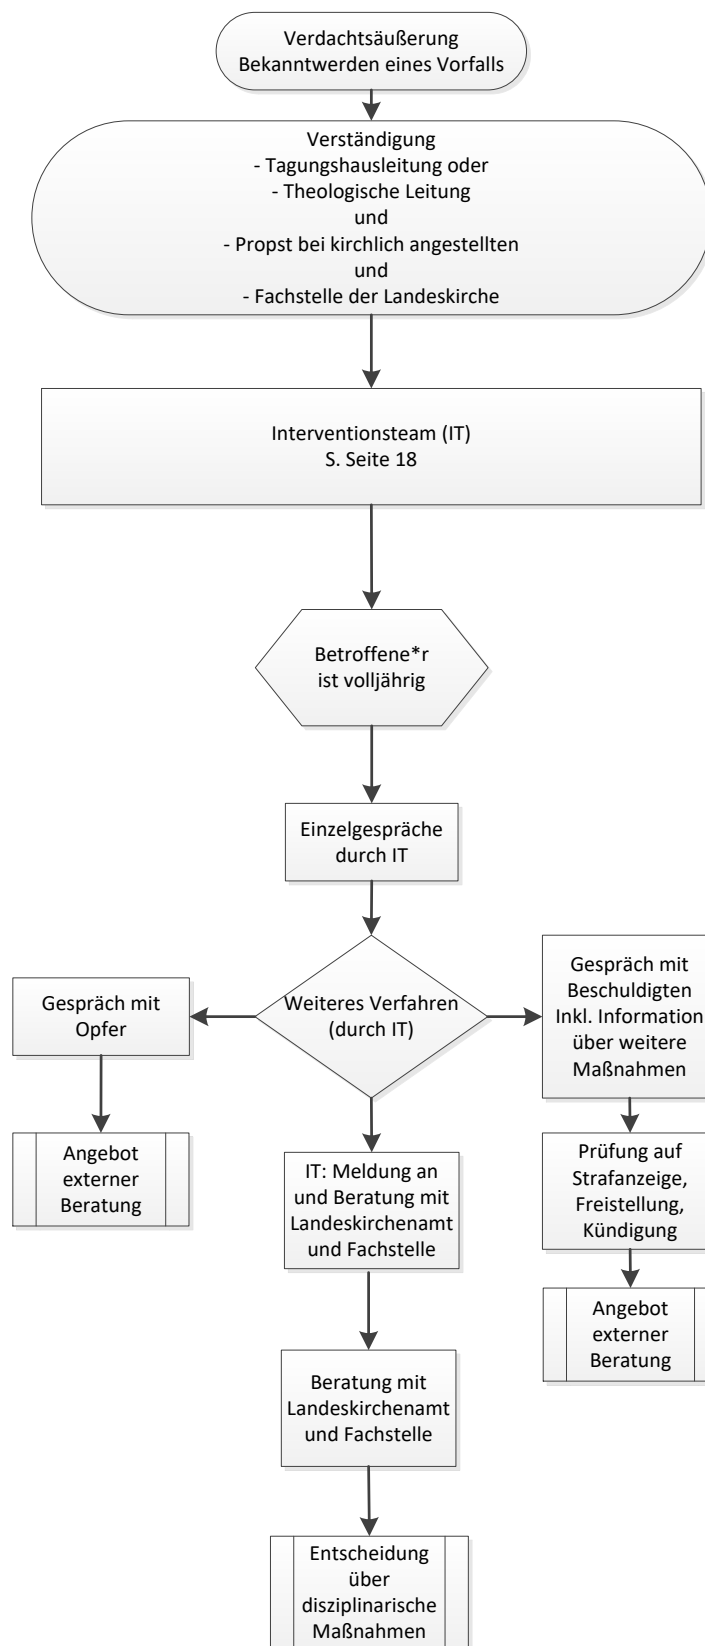 Verdachtsäußerung
Bekanntwerden eines Vorfalls
Verständigung
- Tagungshausleitung oder
- Theologische Leitung
und
- Propst bei kirchlich angestellten
und
- Fachstelle der Landeskirche
Interventionsteam (IT)
S. Seite 18
Betroffene*r
ist volljährig
Einzelgespräche
durch IT
Weiteres Verfahren
(durch IT)
Gespräch mit
Opfer
Angebot
externer
Beratung
Gespräch mit
Beschuldigten
Inkl. Information
über weitere
Maßnahmen
Prüfung auf
Strafanzeige,
Freistellung,
Kündigung
Angebot
externer
Beratung
IT: Meldung an
und Beratung mit
Landeskirchenamt
und Fachstelle
Beratung mit
Landeskirchenamt
und Fachstelle
Entscheidung
über
disziplinarische
Maßnahmen